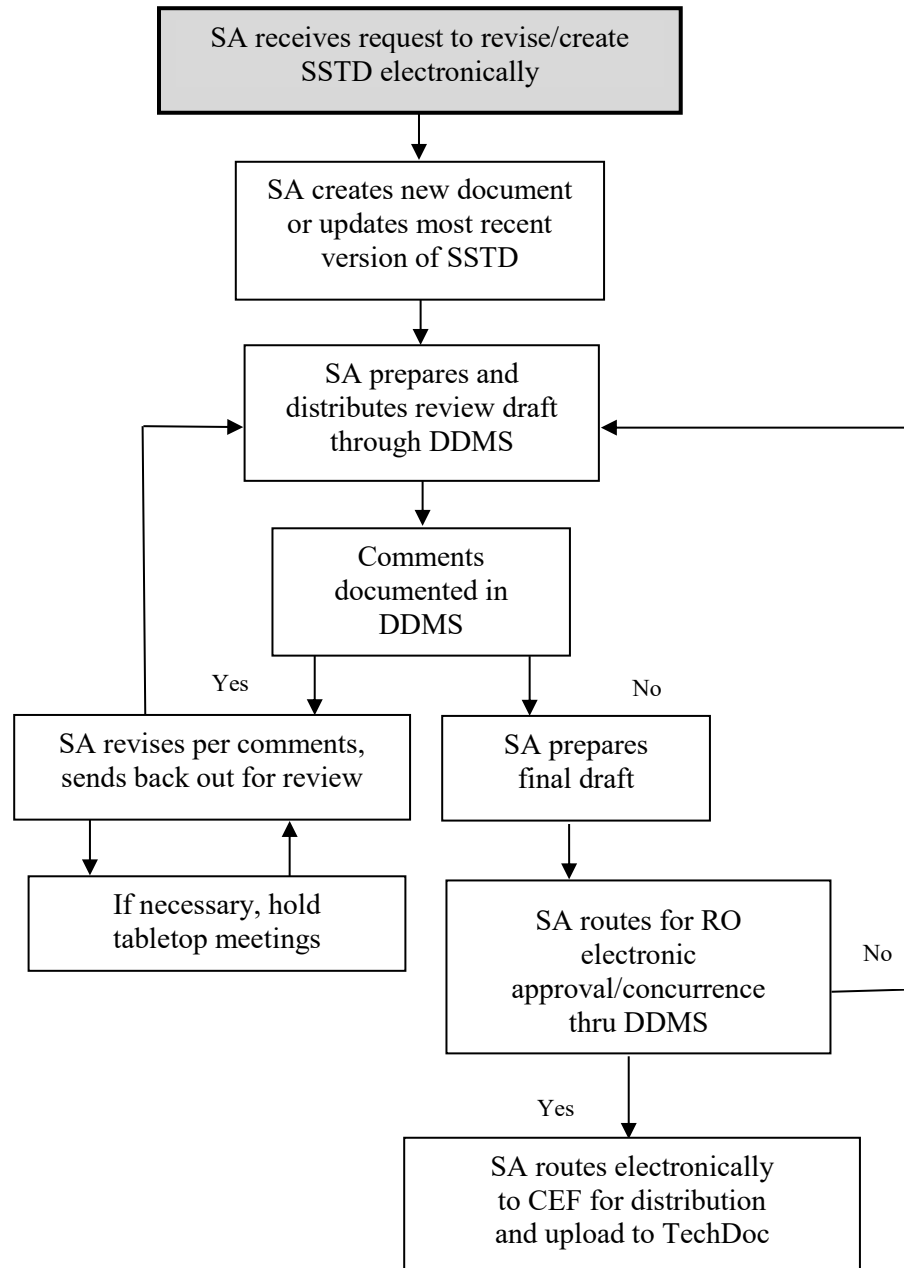 SA receives request to revise/create
SSTD electronically
SA creates new document
or updates most recent
version of SSTD
SA prepares and
distributes review draft
through DDMS
Comments
documented in
DDMS
Yes
No
SA revises per comments,
sends back out for review
SA prepares
final draft
If necessary, hold
tabletop meetings
SA routes for RO
electronic
approval/concurrence
thru DDMS
No
Yes
SA routes electronically
to CEF for distribution
and upload to TechDoc